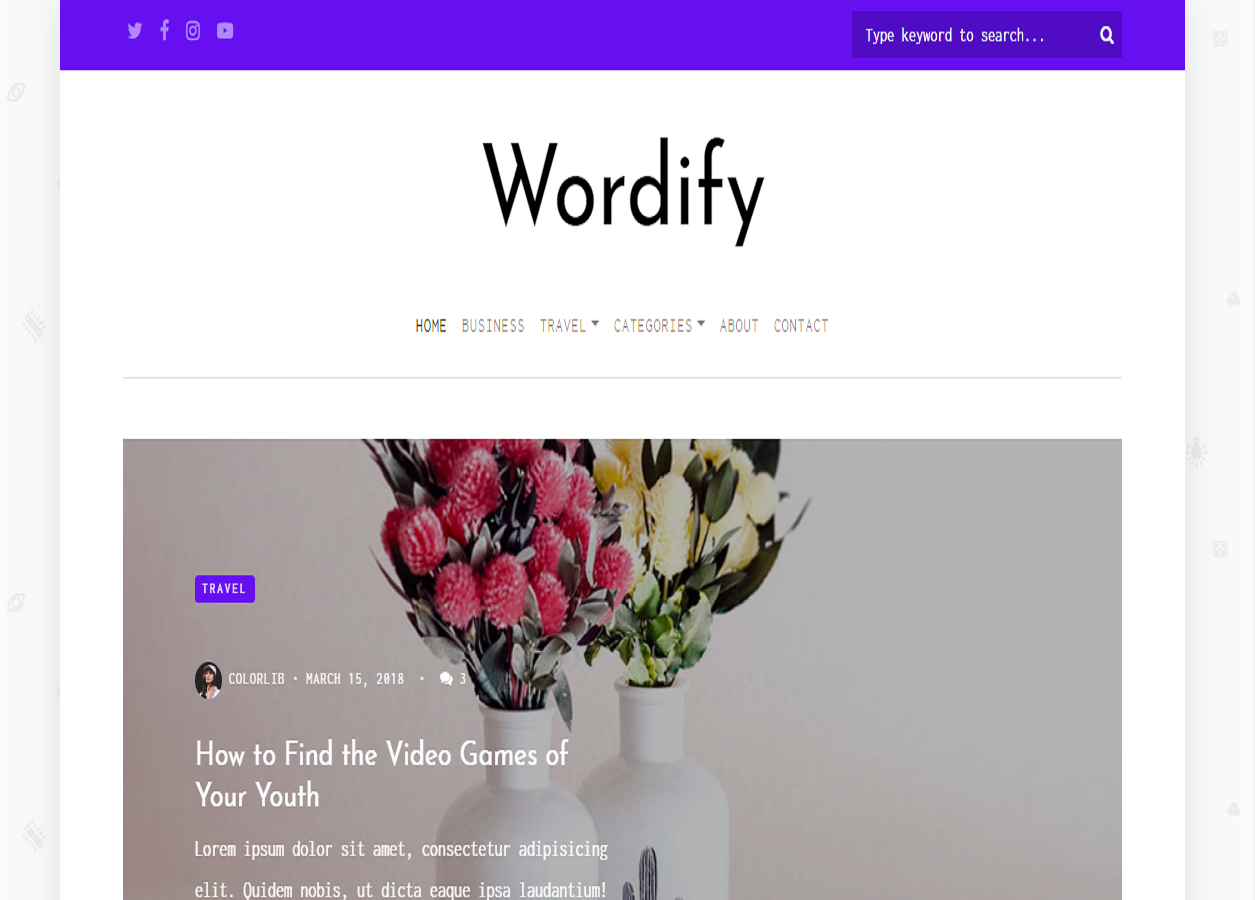 Type keyword to search...
Wordify
HOME BUSINESS TRAVEL CATEGORIES ABOUT CONTACT
TRAVEL
COLORLIB • MARCH 15, 2018 • 3
How to Find the Video Games of
Your Youth
Lorem ipsum dolor sit amet, consectetur adipisicing
elit. Quidem nobis, ut dicta eaque ipsa laudantium!